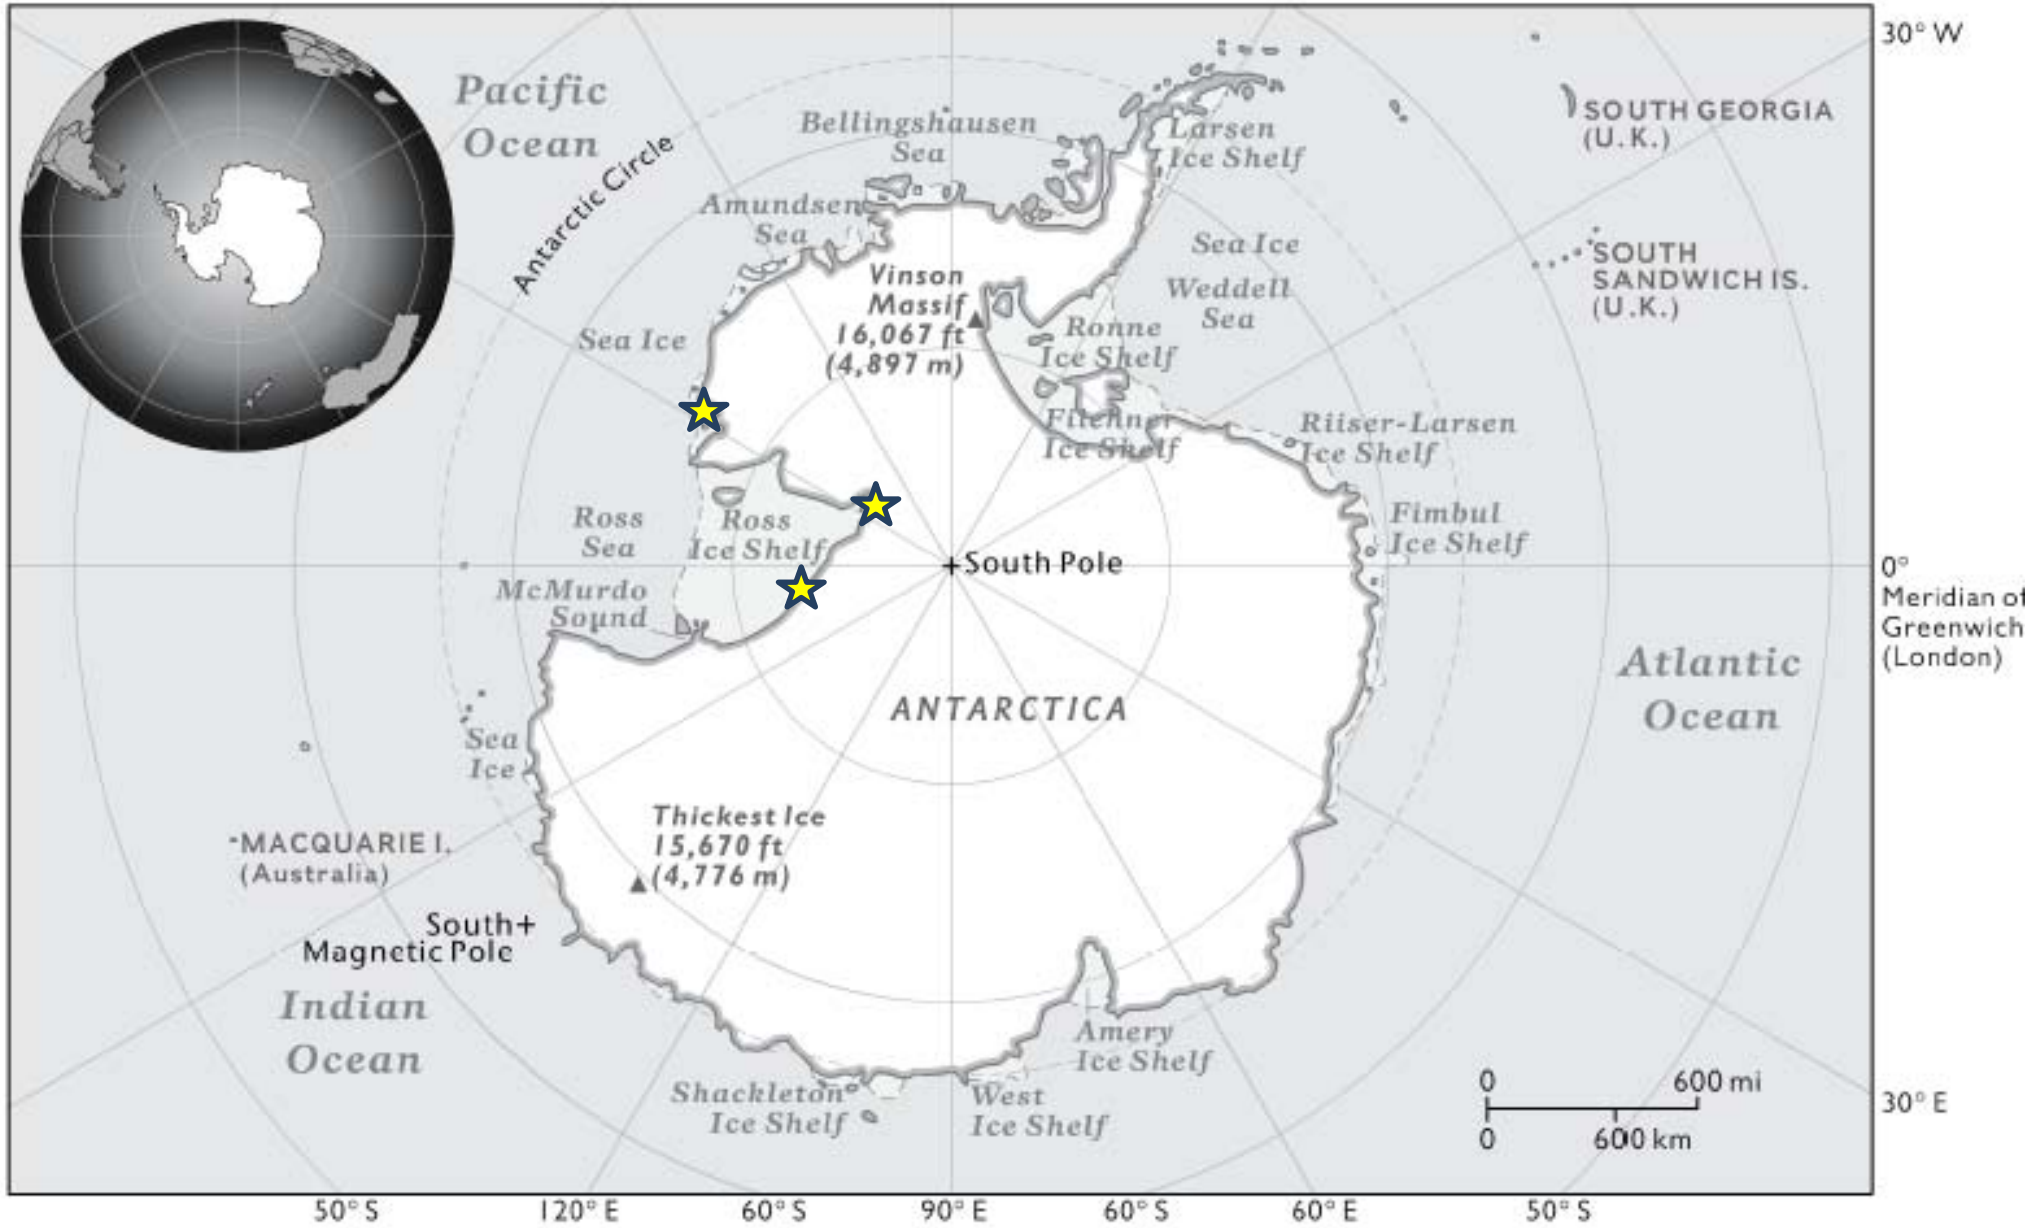 Pacific
Ocean
Antarctic Circle
Bellingshausen
Sea
Amundsen
Sea
Larsen
Ice Shelf
30° W
SOUTH GEORGIA
(U.K.)
Sea Ice
Weddell
Sea
SOUTH
SANDWICH IS.
(U.K.)
Vinson
Massif
16,067 ft
(4,897 m)
Ronne
Ice Shelf
Sea Ice
Filchner
Ice Shelf
Riiser-Larsen
Ice Shelf
Ross
Sea
Ross
Ice Shelf
Fimbul
Ice Shelf
+South Pole
0°
Meridian of
Greenwich
(London)
McMurdo
Sound
ANTARCTICA
Atlantic
Ocean
Sea
Ice
Thickest Ice
15,670 ft
(4,776 m)
MACQUARIE I.
(Australia)
South+
Magnetic Pole
Indian
Ocean
Amery
Ice Shelf
Shackleton
Ice Shelf
West
Ice Shelf
0 600 mi
0 600 km
30° E
50° S 120° E 60° S 90° E 60° S 60° E 50° S